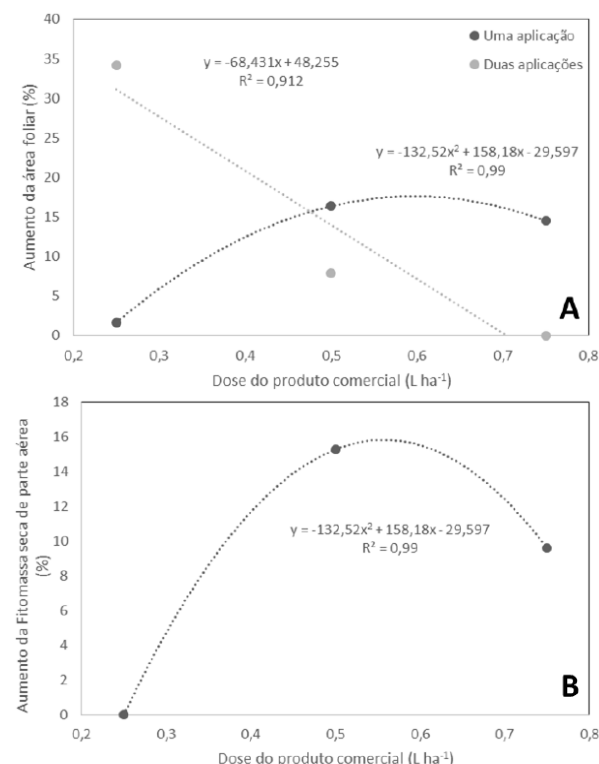 40
35
30
25
20
15
10
5
0
Aumento da área foliar (%)
Uma aplicação
Duas aplicações
y = -68,431x + 48,255
R² = 0,912
y = -132,52x² + 158,18x - 29,597
R² = 0,99
A
0,2 0,3 0,4 0,5 0,6 0,7 0,8
Dose do produto comercial (L ha⁻¹)
18
16
14
12
10
8
6
4
2
0
Aumento da Fitomassa seca de parte aérea
(%)
y = -132,52x² + 158,18x - 29,597
R² = 0,99
B
0,2 0,3 0,4 0,5 0,6 0,7 0,8
Dose do produto comercial (L ha⁻¹)